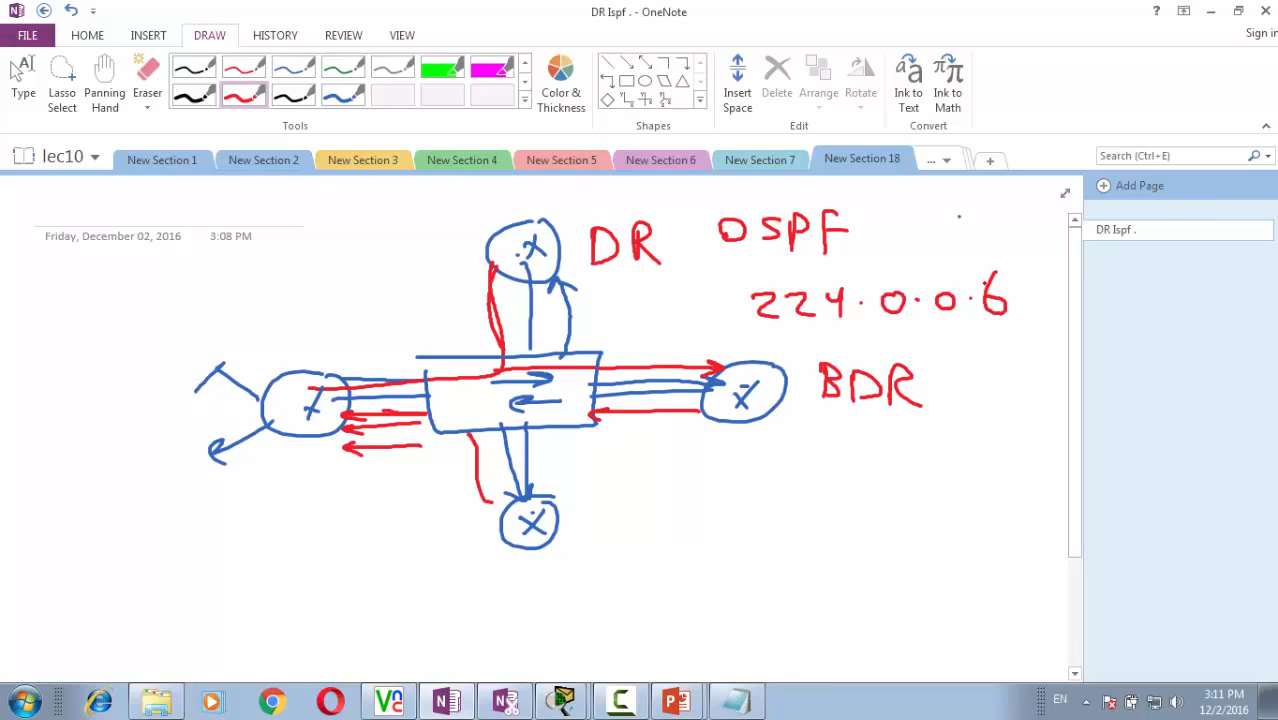 DR Ispf . - OneNote
Sign in
FILE HOME INSERT DRAW HISTORY REVIEW VIEW
Type
Lasso Select
Panning Hand
Eraser
Color & Thickness
Insert Space
Delete
Arrange
Rotate
Ink to Text
Ink to Math
Tools
Shapes
Edit
Convert
lec10
New Section 1
New Section 2
New Section 3
New Section 4
New Section 5
New Section 6
New Section 7
New Section 18
...
Search (Ctrl+E)
Add Page
DR Ispf .
Friday, December 02, 2016 3:08 PM
DR
OSPF
224.0.0.6
BDR
EN
3:11 PM
12/2/2016